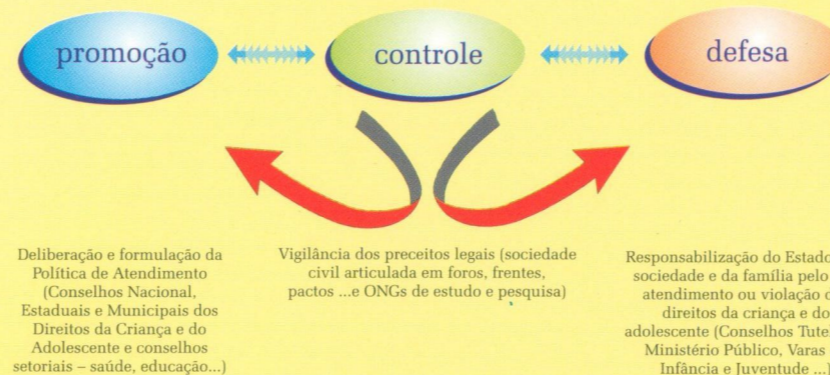 promoção
controle
defesa
Deliberação e formulação da
Política de Atendimento
(Conselhos Nacional,
Estaduais e Municipais dos
Direitos da Criança e do
Adolescente e conselhos
setoriais – saúde, educação...)
Vigilância dos preceitos legais (sociedade
civil articulada em foros, frentes,
pactos ...e ONGs de estudo e pesquisa)
Responsabilização do Estado
sociedade e da família pelo
atendimento ou violação
direitos da criança e do
adolescente (Conselhos
Ministério Público, Varas
Infância e Juventude ...)